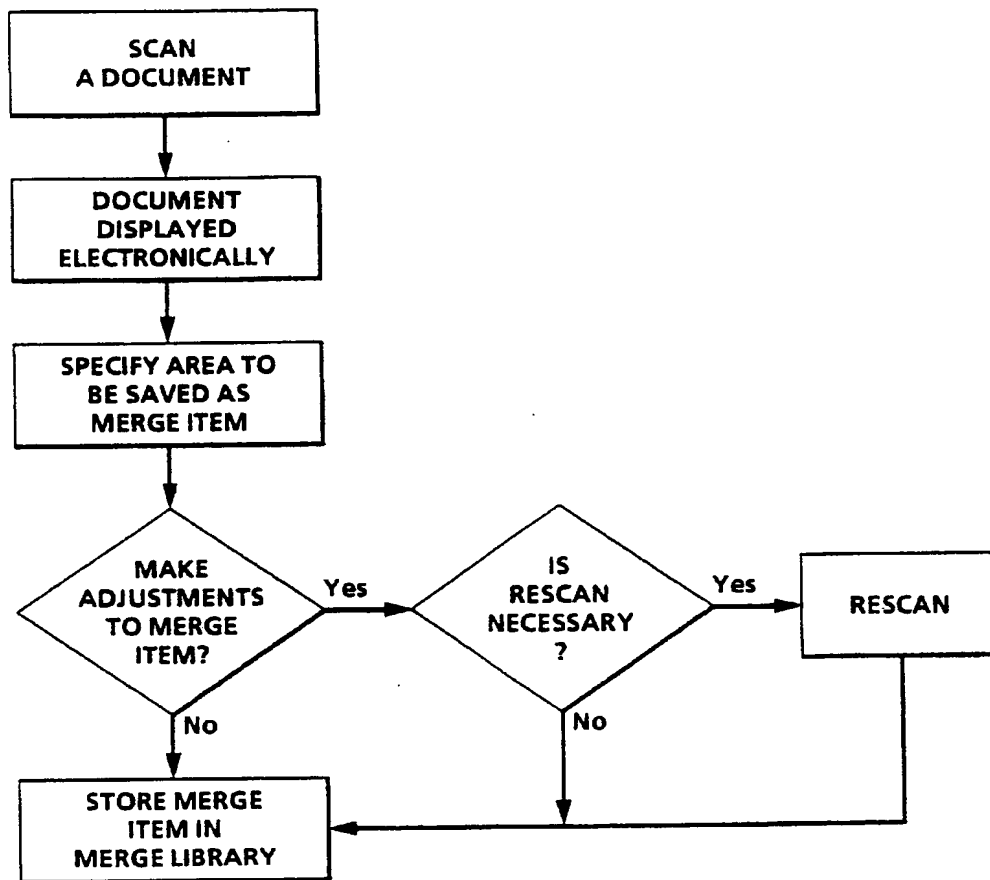 SCAN
A DOCUMENT
DOCUMENT
DISPLAYED
ELECTRONICALLY
SPECIFY AREA TO
BE SAVED AS
MERGE ITEM
MAKE
ADJUSTMENTS
TO MERGE
ITEM?
Yes
No
IS
RESCAN
NECESSARY
?
Yes
No
RESCAN
STORE MERGE
ITEM IN
MERGE LIBRARY